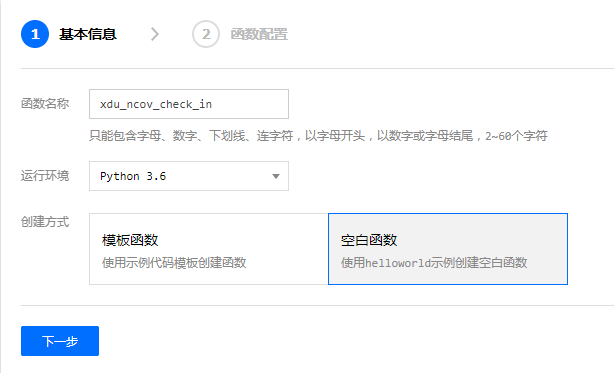 1 基本信息 > 2 函数配置
函数名称 xdu_ncov_check_in
只能包含字母、数字、下划线、连字符，以字母开头，以数字或字母结尾，2~60个字符
运行环境 Python 3.6
创建方式
模板函数 空白函数
使用示例代码模板创建函数 使用helloworld示例创建空白函数
下一步